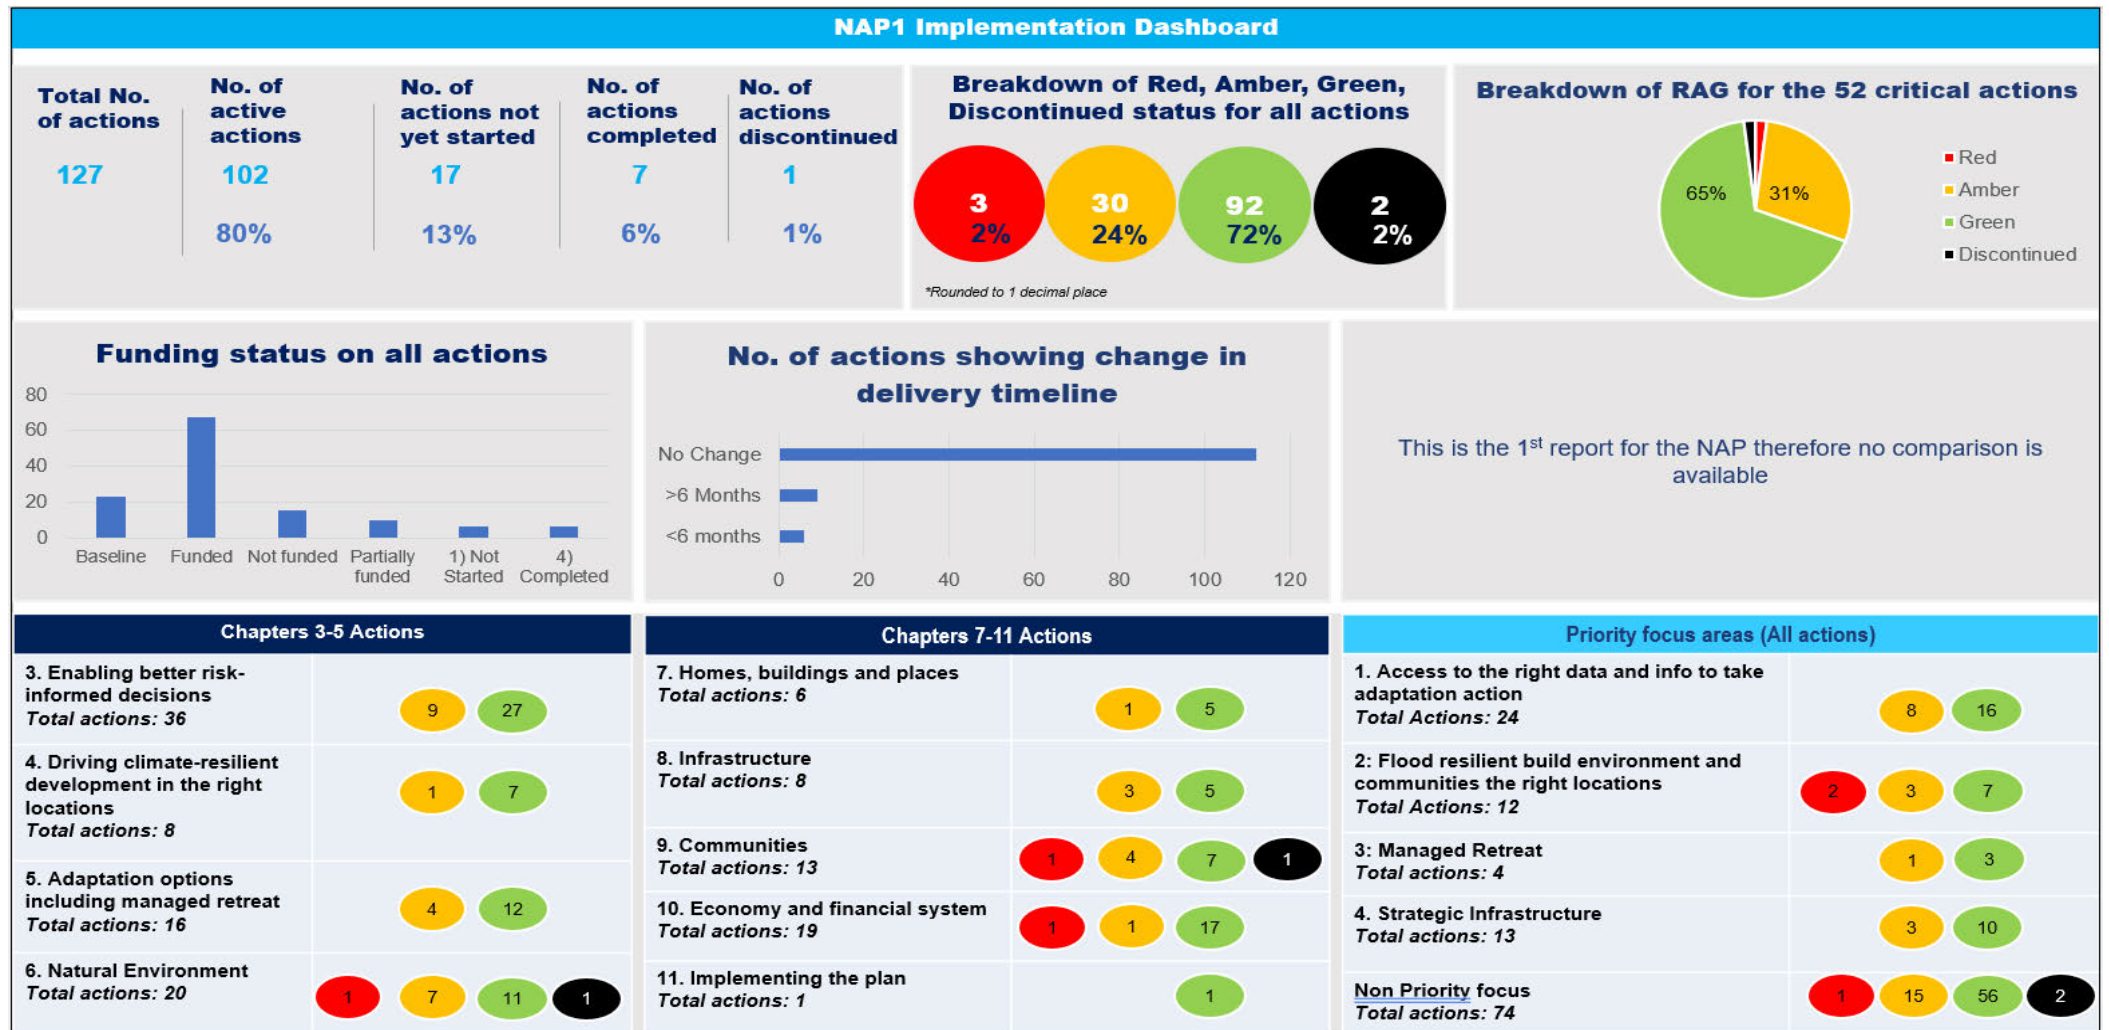 NAP1 Implementation Dashboard
Total No.
of actions
127
No. of
active
actions
102
80%
No. of
actions not
yet started
17
13%
No. of
actions
completed
7
6%
No. of
actions
discontinued
1
1%
Breakdown of Red, Amber, Green,
Discontinued status for all actions
3
2%
30
24%
92
72%
2
2%
*Rounded to 1 decimal place
Breakdown of RAG for the 52 critical actions
65%
31%
Red
Amber
Green
Discontinued
Funding status on all actions
80
60
40
20
0
Baseline
Funded
Not funded
Partially
funded
1) Not
Started
4)
Completed
No. of actions showing change in
delivery timeline
No Change
>6 Months
<6 months
0
20
40
60
80
100
120
This is the 1st report for the NAP therefore no comparison is
available
Chapters 3-5 Actions
3. Enabling better risk-
informed decisions
Total actions: 36
9
27
4. Driving climate-resilient
development in the right
locations
Total actions: 8
1
7
5. Adaptation options
including managed retreat
Total actions: 16
4
12
6. Natural Environment
Total actions: 20
1
7
11
1
Chapters 7-11 Actions
7. Homes, buildings and places
Total actions: 6
1
5
8. Infrastructure
Total actions: 8
3
5
9. Communities
Total actions: 13
1
4
7
1
10. Economy and financial system
Total actions: 19
1
1
17
11. Implementing the plan
Total actions: 1
1
Priority focus areas (All actions)
1. Access to the right data and info to take
adaptation action
Total Actions: 24
8
16
2: Flood resilient build environment and
communities the right locations
Total Actions: 12
2
3
7
3: Managed Retreat
Total actions: 4
1
3
4. Strategic Infrastructure
Total actions: 13
3
10
Non Priority focus
Total actions: 74
1
15
56
2